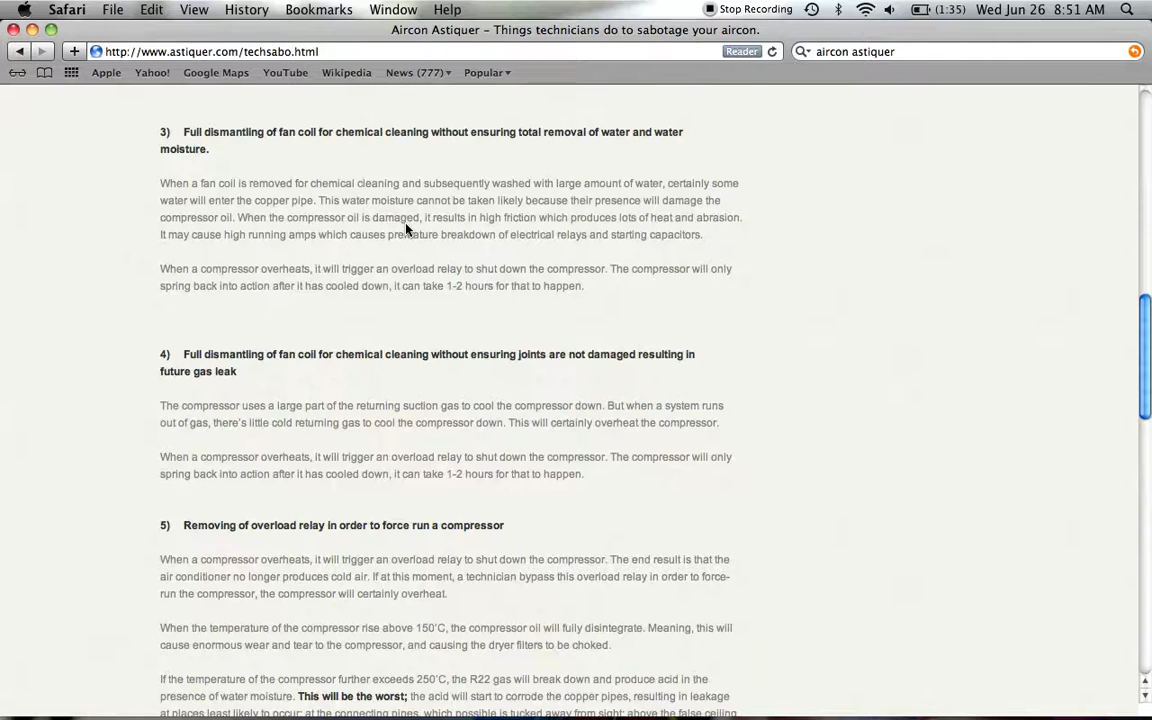 Safari File Edit View History Bookmarks Window Help Stop Recording (1:35) Wed Jun 26 8:51 AM
Aircon Astiquer – Things technicians do to sabotage your aircon.
http://www.astiquer.com/techsabo.html Reader aircon astiquer
Apple Yahoo! Google Maps YouTube Wikipedia News (777) Popular
3) Full dismantling of fan coil for chemical cleaning without ensuring total removal of water and water
moisture.
When a fan coil is removed for chemical cleaning and subsequently washed with large amount of water, certainly some
water will enter the copper pipe. This water moisture cannot be taken likely because their presence will damage the
compressor oil. When the compressor oil is damaged, it results in high friction which produces lots of heat and abrasion.
It may cause high running amps which causes premature breakdown of electrical relays and starting capacitors.
When a compressor overheats, it will trigger an overload relay to shut down the compressor. The compressor will only
spring back into action after it has cooled down, it can take 1-2 hours for that to happen.
4) Full dismantling of fan coil for chemical cleaning without ensuring joints are not damaged resulting in
future gas leak
The compressor uses a large part of the returning suction gas to cool the compressor down. But when a system runs
out of gas, there's little cold returning gas to cool the compressor down. This will certainly overheat the compressor.
When a compressor overheats, it will trigger an overload relay to shut down the compressor. The compressor will only
spring back into action after it has cooled down, it can take 1-2 hours for that to happen.
5) Removing of overload relay in order to force run a compressor
When a compressor overheats, it will trigger an overload relay to shut down the compressor. The end result is that the
air conditioner no longer produces cold air. If at this moment, a technician bypass this overload relay in order to force-
run the compressor, the compressor will certainly overheat.
When the temperature of the compressor rise above 150'C, the compressor oil will fully disintegrate. Meaning, this will
cause enormous wear and tear to the compressor, and causing the dryer filters to be choked.
If the temperature of the compressor further exceeds 250'C, the R22 gas will break down and produce acid in the
presence of water moisture. This will be the worst; the acid will start to corrode the copper pipes, resulting in leakage
at places least likely to occur; at the connecting pipes, which possible is tucked away from sight; above the false ceiling